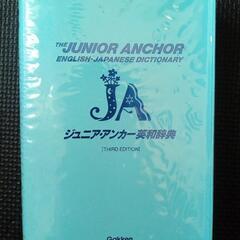 THE JUNIOR ANCHOR
ENGLISH-JAPANESE DICTIONARY
JA
ジュニア・アンカー英和辞典
[THIRD EDITION]
Gakken